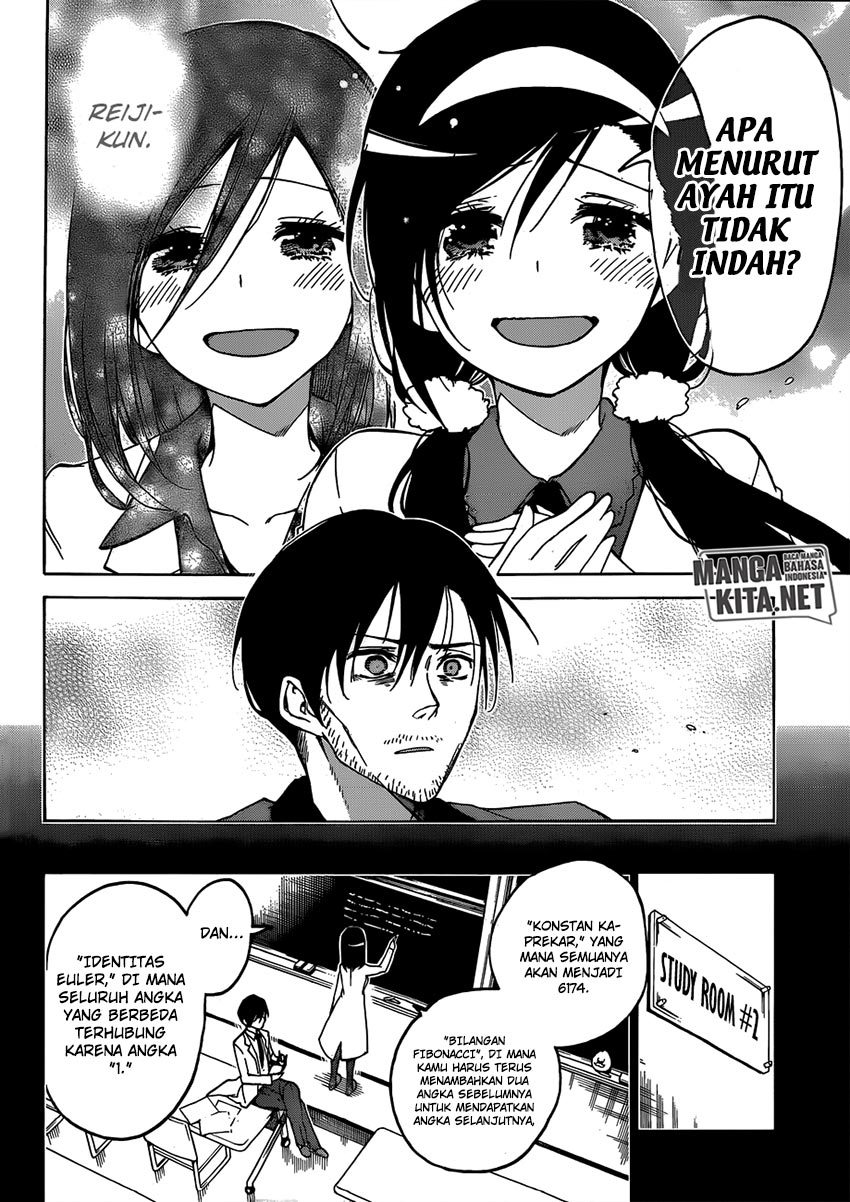 APA
MENURUT
AYAH ITU
TIDAK
INDAH?
REIJI-
KUN.
MANGA
BACA MANGA
BAHASA
INDONESIA
KITA.NET
STUDY ROOM #1
"KONSTAN KA-
PREKAR," YANG
MANA SEMUANYA
AKAN MENJADI
6174.
"BILANGAN
FIBONACCI", DI MANA
KAMU HARUS TERUS
MENAMBAHKAN DUA
ANGKA SEBELUMNYA
UNTUK MENDAPATKAN
ANGKA SELANJUTNYA,
DAN...
"IDENTITAS
EULER," DI MANA
SELURUH ANGKA
YANG BERBEDA
TERHUBUNG
KARENA ANGKA
"1."